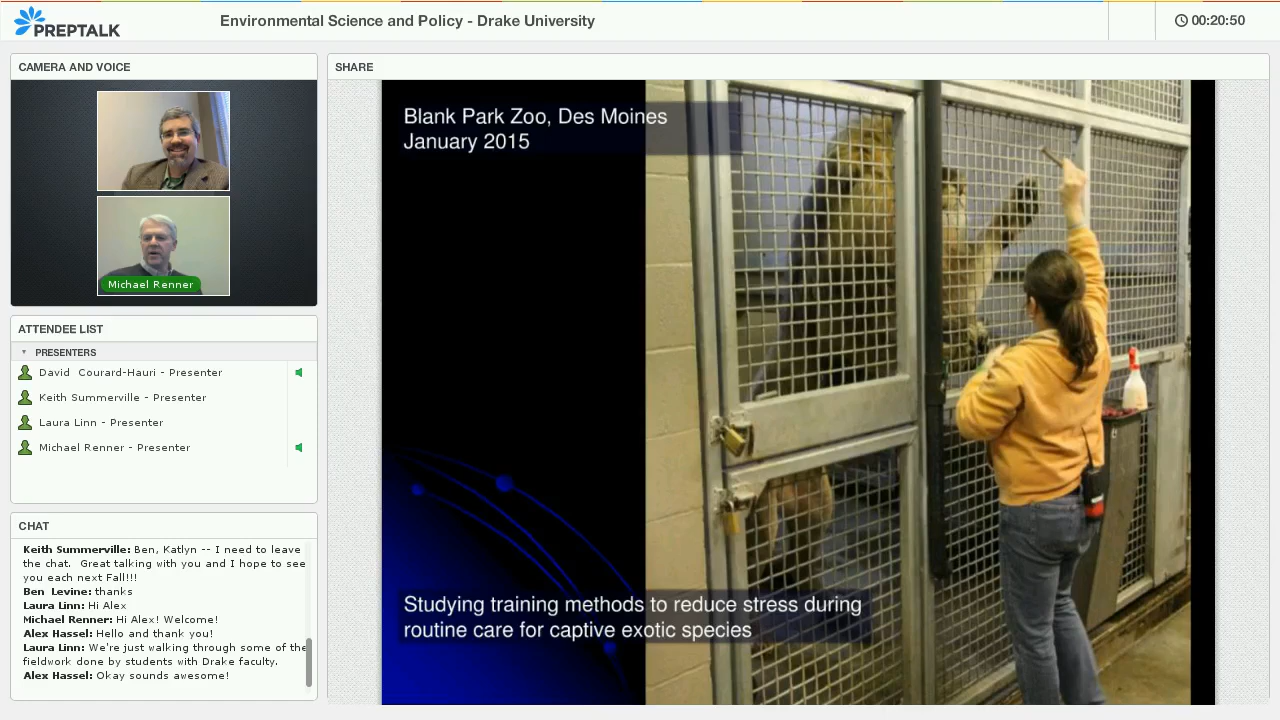 PREPTALK
Environmental Science and Policy - Drake University
00:20:50
CAMERA AND VOICE
Michael Renner
ATTENDEE LIST
PRESENTERS
David Courard-Hauri - Presenter
Keith Summerville - Presenter
Laura Linn - Presenter
Michael Renner - Presenter
CHAT
Keith Summerville: Ben, Katlyn -- I need to leave
the chat. Great talking with you and I hope to see
you each next Fall!!!
Ben Levine: thanks
Laura Linn: Hi Alex
Michael Renner: Hi Alex! Welcome!
Alex Hassel: Hello and thank you!
Laura Linn: We're just walking through some of the
fieldwork done by students with Drake faculty.
Alex Hassel: Okay sounds awesome!
SHARE
Blank Park Zoo, Des Moines
January 2015
Studying training methods to reduce stress during
routine care for captive exotic species